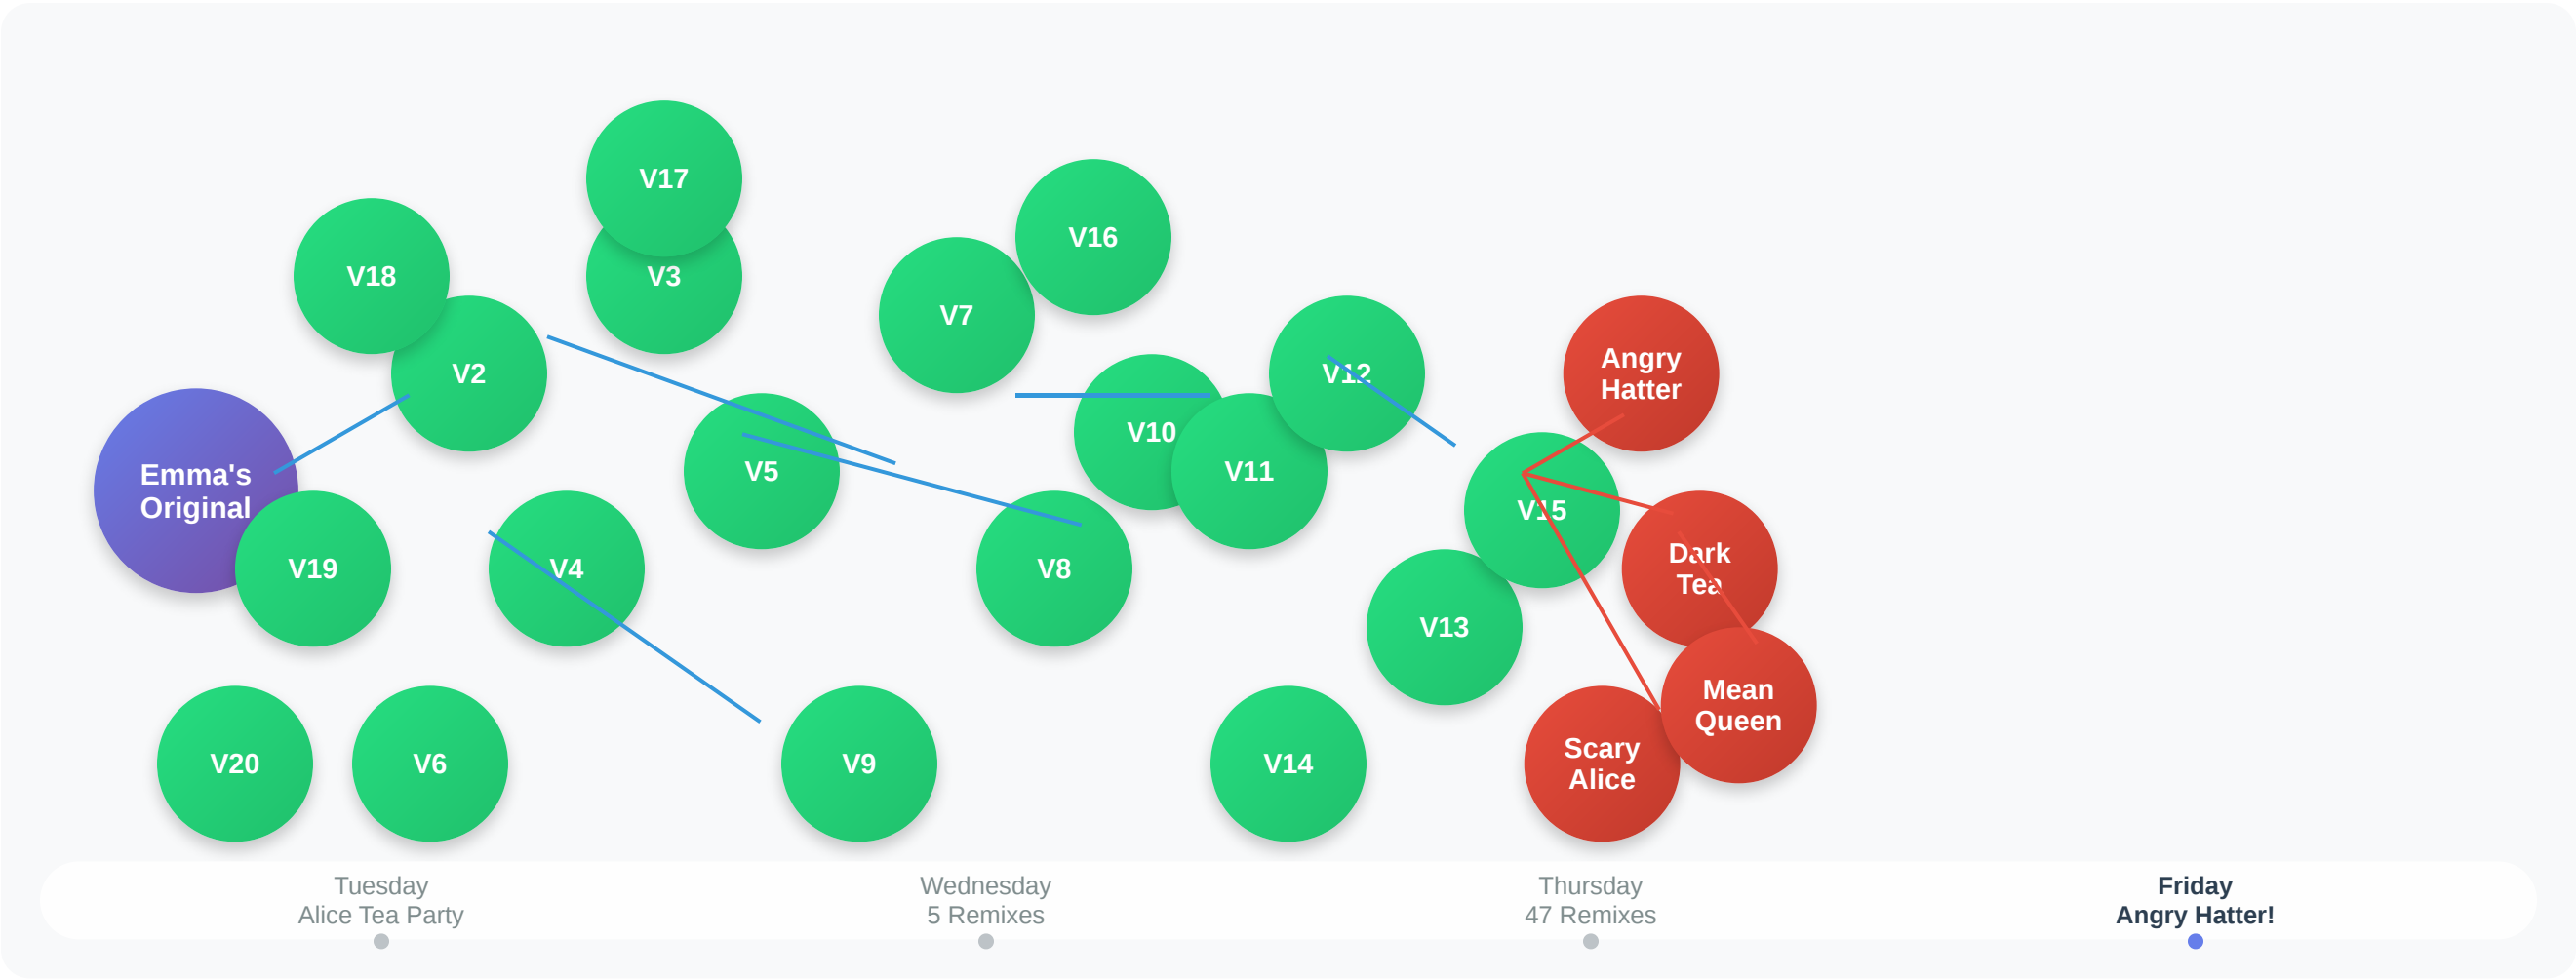 V17
V16
V18
V3
V7
V2
V12
Angry
Hatter
V10
Emma's
Original
V5
V11
V15
V19
V4
V8
Dark
Tea
V13
Mean
Queen
V20
V6
V9
V14
Scary
Alice
Tuesday
Alice Tea Party
Wednesday
5 Remixes
Thursday
47 Remixes
Friday
Angry Hatter!